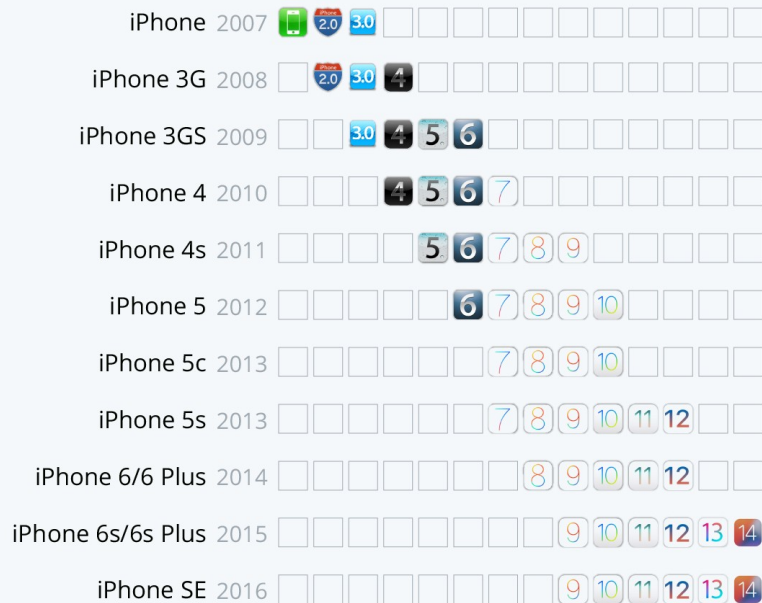 iPhone 2007 iPhone 2.0 3.0
iPhone 3G 2008 iPhone 2.0 3.0 4
iPhone 3GS 2009 3.0 4 5 6
iPhone 4 2010 4 5 6 7
iPhone 4s 2011 5 6 7 8 9
iPhone 5 2012 6 7 8 9 10
iPhone 5c 2013 7 8 9 10
iPhone 5s 2013 7 8 9 10 11 12
iPhone 6/6 Plus 2014 8 9 10 11 12
iPhone 6s/6s Plus 2015 9 10 11 12 13 14
iPhone SE 2016 9 10 11 12 13 14